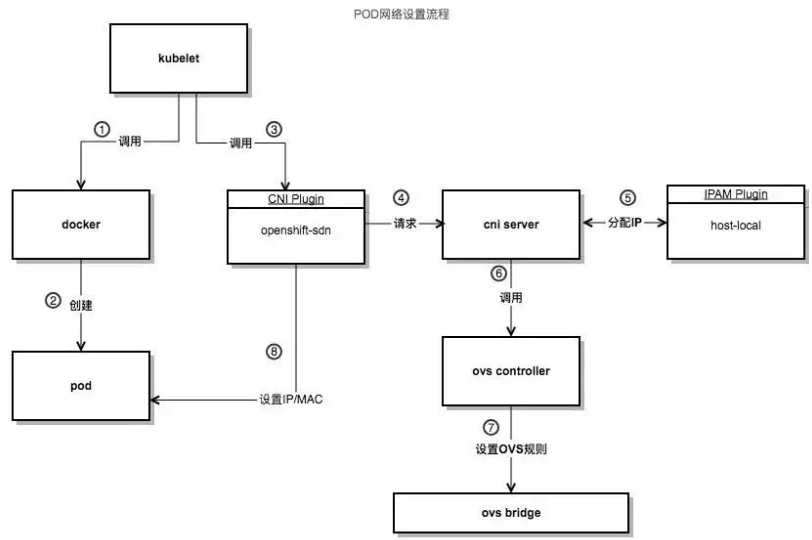 POD网络设置流程
kubelet
① 调用
③ 调用
docker
CNI Plugin
openshift-sdn
④ 请求
cni server
⑤ 分配IP
IPAM Plugin
host-local
② 创建
⑥ 调用
pod
⑧ 设置IP/MAC
ovs controller
⑦ 设置OVS规则
ovs bridge